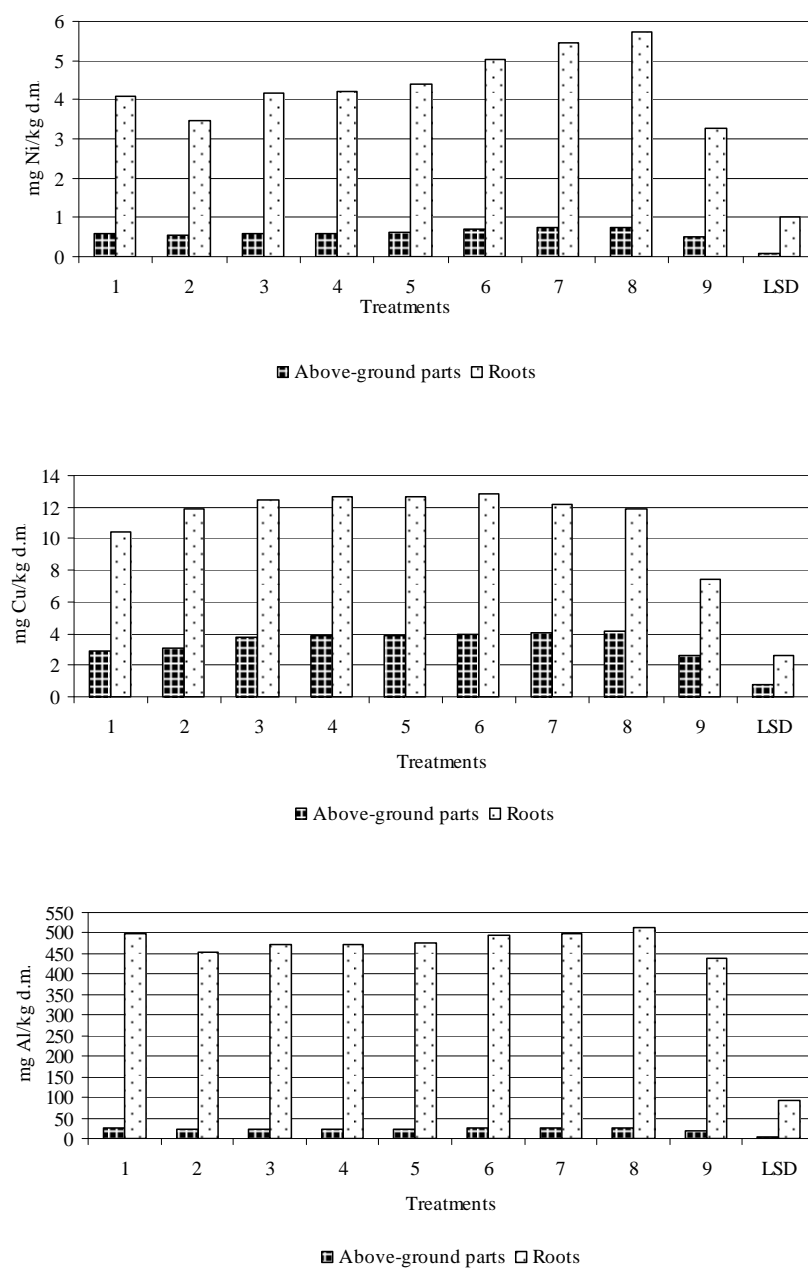 6
5
4
3
2
1
0
mg Ni/kg d.m.
1 2 3 4 5 6 7 8 9 LSD
Treatments
Above-ground parts Roots
14
12
10
8
6
4
2
0
mg Cu/kg d.m.
1 2 3 4 5 6 7 8 9 LSD
Treatments
Above-ground parts Roots
550
500
450
400
350
300
250
200
150
100
50
0
mg Al/kg d.m.
1 2 3 4 5 6 7 8 9 LSD
Treatments
Above-ground parts Roots